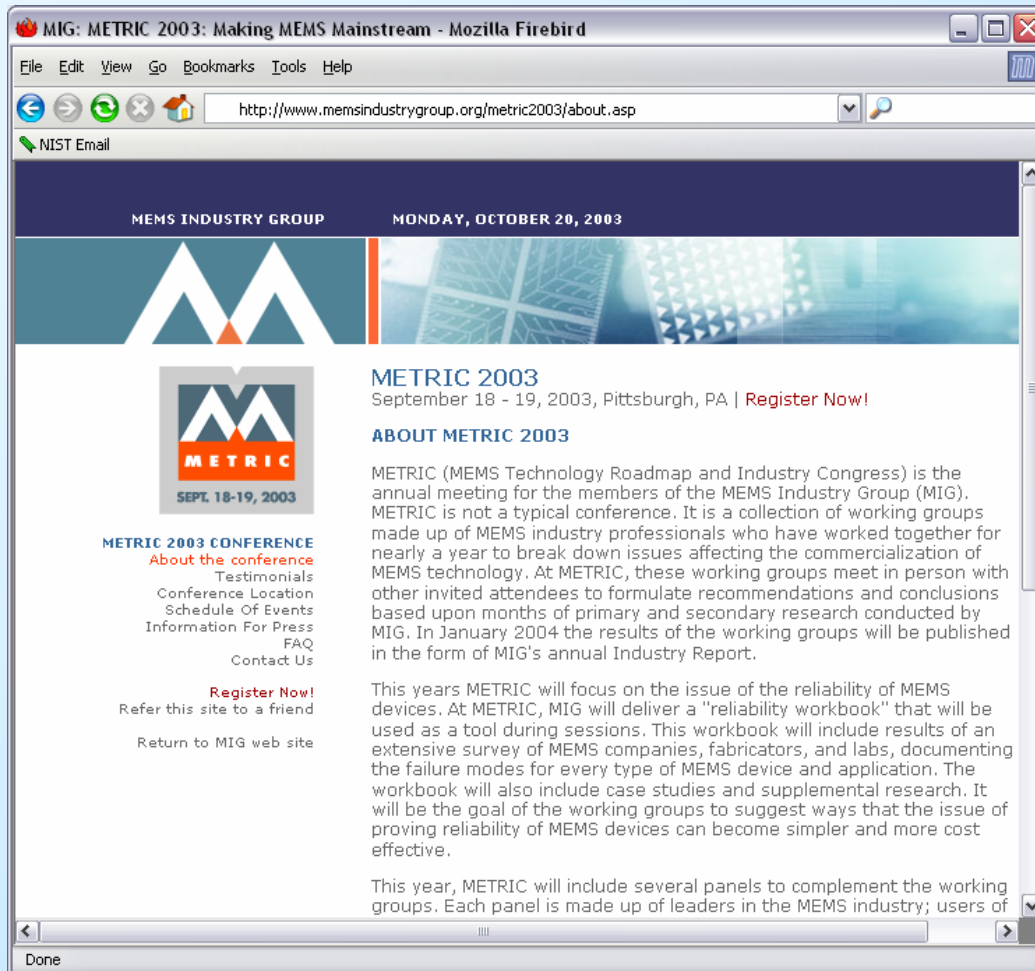 MIG: METRIC 2003: Making MEMS Mainstream - Mozilla Firebird
File Edit View Go Bookmarks Tools Help
http://www.memsindustrygroup.org/metric2003/about.asp
NIST Email
MEMS INDUSTRY GROUP MONDAY, OCTOBER 20, 2003
METRIC
SEPT. 18-19, 2003
METRIC 2003 CONFERENCE
About the conference
Testimonials
Conference Location
Schedule Of Events
Information For Press
FAQ
Contact Us
Register Now!
Refer this site to a friend
Return to MIG web site
METRIC 2003
September 18 - 19, 2003, Pittsburgh, PA | Register Now!
ABOUT METRIC 2003
METRIC (MEMS Technology Roadmap and Industry Congress) is the
annual meeting for the members of the MEMS Industry Group (MIG).
METRIC is not a typical conference. It is a collection of working groups
made up of MEMS industry professionals who have worked together for
nearly a year to break down issues affecting the commercialization of
MEMS technology. At METRIC, these working groups meet in person with
other invited attendees to formulate recommendations and conclusions
based upon months of primary and secondary research conducted by
MIG. In January 2004 the results of the working groups will be published
in the form of MIG's annual Industry Report.
This years METRIC will focus on the issue of the reliability of MEMS
devices. At METRIC, MIG will deliver a "reliability workbook" that will be
used as a tool during sessions. This workbook will include results of an
extensive survey of MEMS companies, fabricators, and labs, documenting
the failure modes for every type of MEMS device and application. The
workbook will also include case studies and supplemental research. It
will be the goal of the working groups to suggest ways that the issue of
proving reliability of MEMS devices can become simpler and more cost
effective.
This year, METRIC will include several panels to complement the working
groups. Each panel is made up of leaders in the MEMS industry; users of
Done